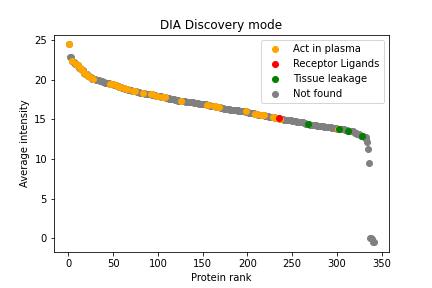 DIA Discovery mode
Act in plasma
Receptor Ligands
Tissue leakage
Not found
Average intensity
25
20
15
10
5
0
0 50 100 150 200 250 300 350
Protein rank